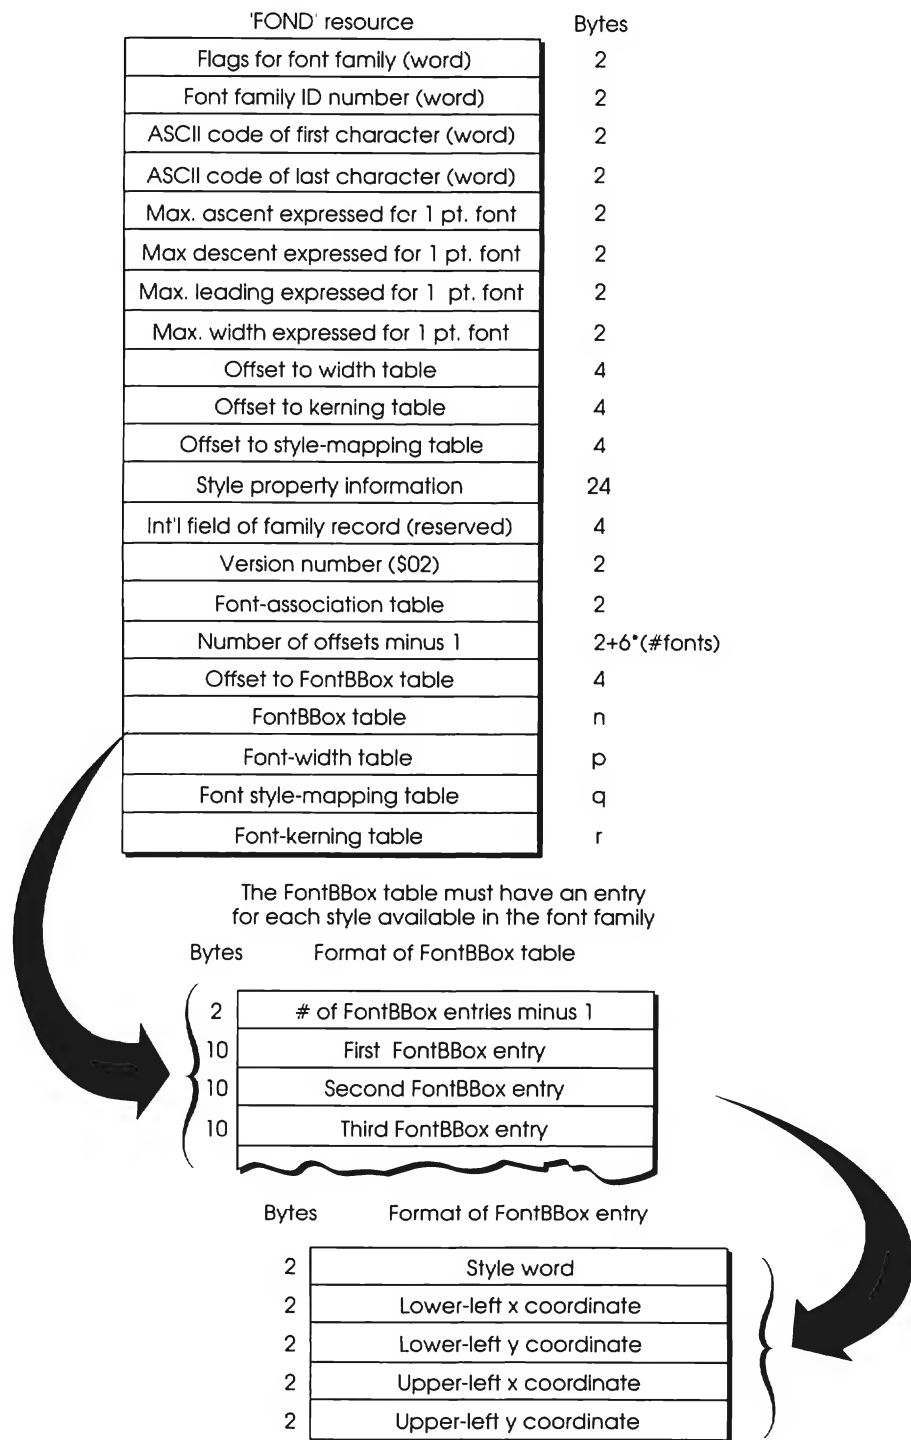 'FOND' resource Bytes
Flags for font family (word) 2
Font family ID number (word) 2
ASCII code of first character (word) 2
ASCII code of last character (word) 2
Max. ascent expressed for 1 pt. font 2
Max descent expressed for 1 pt. font 2
Max. leading expressed for 1 pt. font 2
Max. width expressed for 1 pt. font 2
Offset to width table 4
Offset to kerning table 4
Offset to style-mapping table 4
Style property information 24
Int'l field of family record (reserved) 4
Version number ($02) 2
Font-association table 2
Number of offsets minus 1 2+6*(#fonts)
Offset to FontBBox table 4
FontBBox table n
Font-width table p
Font style-mapping table q
Font-kerning table r
The FontBBox table must have an entry
for each style available in the font family
Bytes Format of FontBBox table
2 # of FontBBox entries minus 1
10 First FontBBox entry
10 Second FontBBox entry
10 Third FontBBox entry
Bytes Format of FontBBox entry
2 Style word
2 Lower-left x coordinate
2 Lower-left y coordinate
2 Upper-left x coordinate
2 Upper-left y coordinate